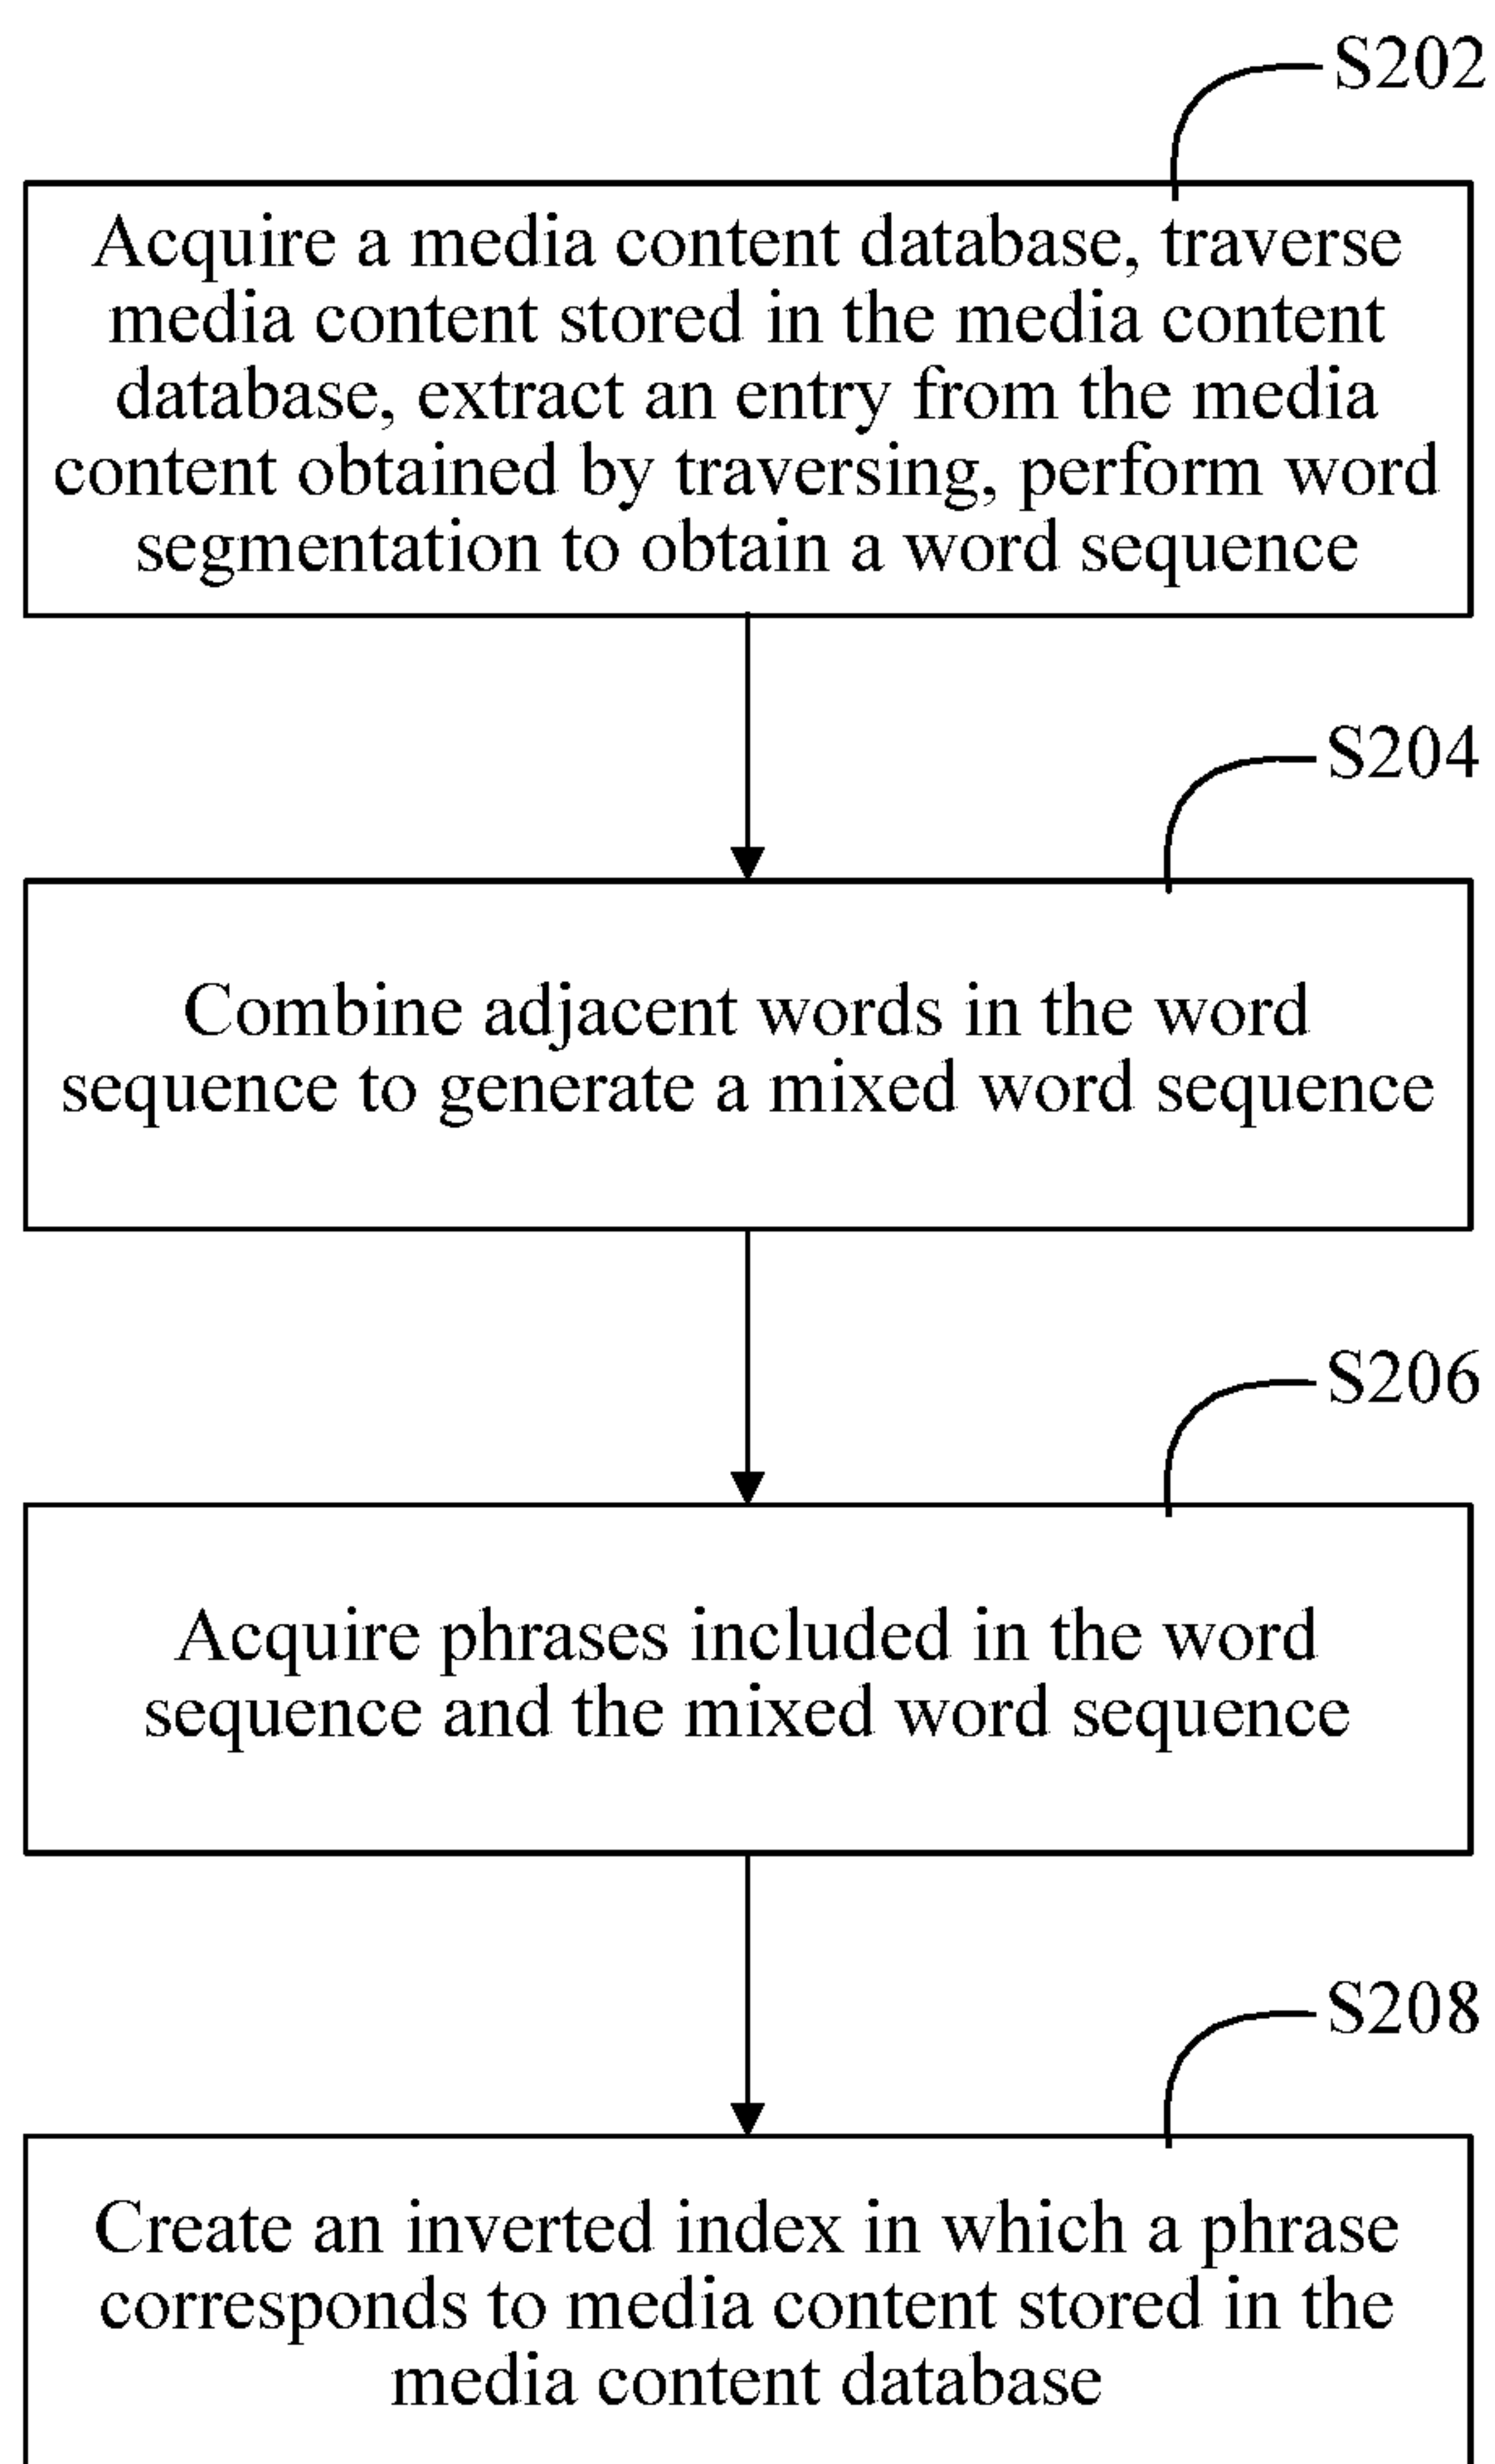 S202
Acquire a media content database, traverse
media content stored in the media content
database, extract an entry from the media
content obtained by traversing, perform word
segmentation to obtain a word sequence
S204
Combine adjacent words in the word
sequence to generate a mixed word sequence
S206
Acquire phrases included in the word
sequence and the mixed word sequence
S208
Create an inverted index in which a phrase
corresponds to media content stored in the
media content database